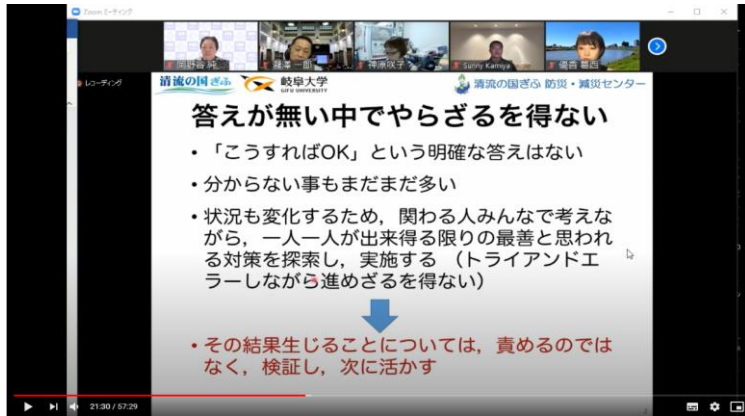 Zoom ミーティング
レコーディング
神原咲子
Sunny Kamiya
優香 葛西
清流の国ぎふ
岐阜大学
GIFU UNIVERSITY
清流の国ぎふ 防災・減災センター
答えが無い中でやらざるを得ない
・「こうすればOK」という明確な答えはない
・分からない事もまだまだ多い
・状況も変化するため，関わる人みんなで考えな
がら，一人一人が出来得る限りの最善と思われ
る対策を探索し，実施する （トライアンドエ
ラーしながら進めざるを得ない）
・その結果生じることについては，責めるのでは
なく，検証し，次に活かす
21:30 / 57:29